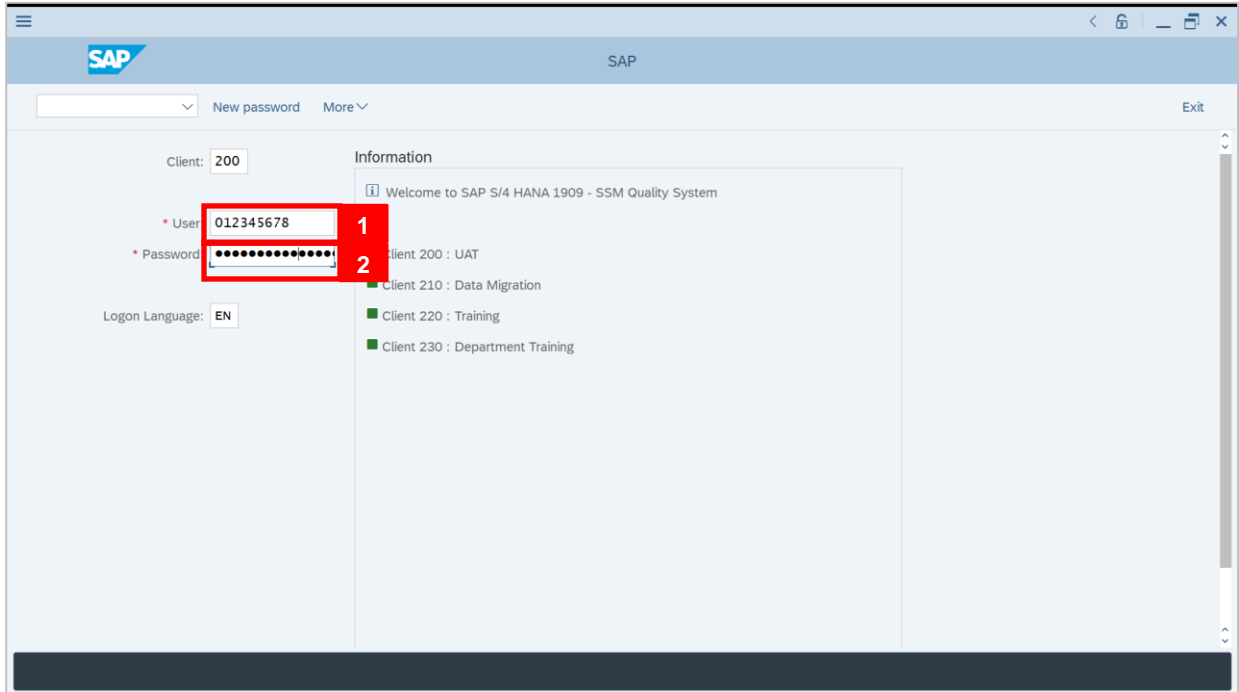 SAP
SAP
New password More Exit
Client: 200
Information
Welcome to SAP S/4 HANA 1909 - SSM Quality System
* User 012345678 1
* Password 2
Client 200 : UAT
Client 210 : Data Migration
Logon Language: EN
Client 220 : Training
Client 230 : Department Training